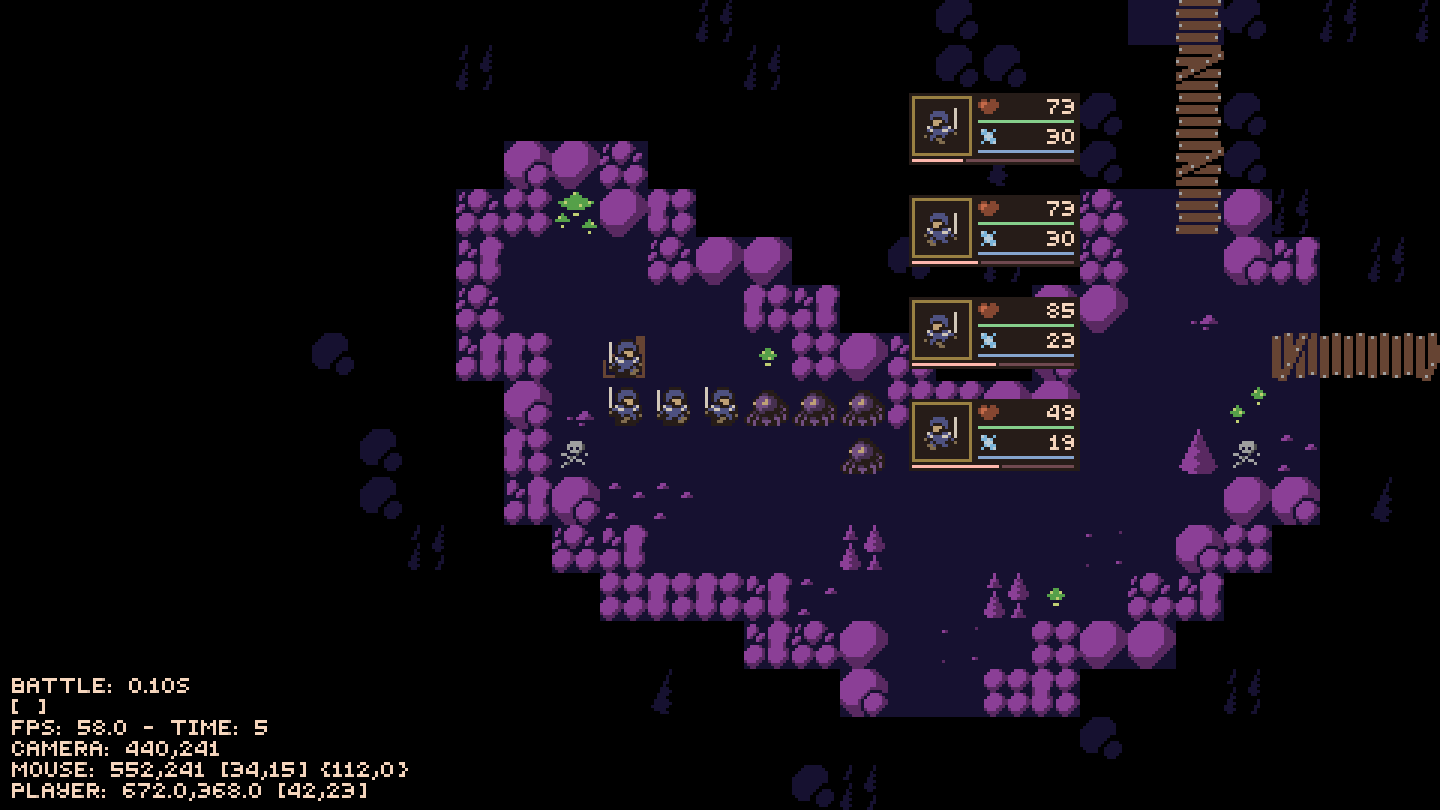 73
30
73
30
85
23
49
19
BATTLE: 0.10S
[ ]
FPS: 58.0 - TIME: 5
CAMERA: 440,241
MOUSE: 552,241 [34,15] {112,0}
PLAYER: 672.0,368.0 [42,23]